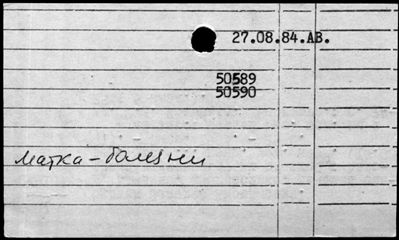 27.08.84.АВ.
50589
50590
матка – болезни